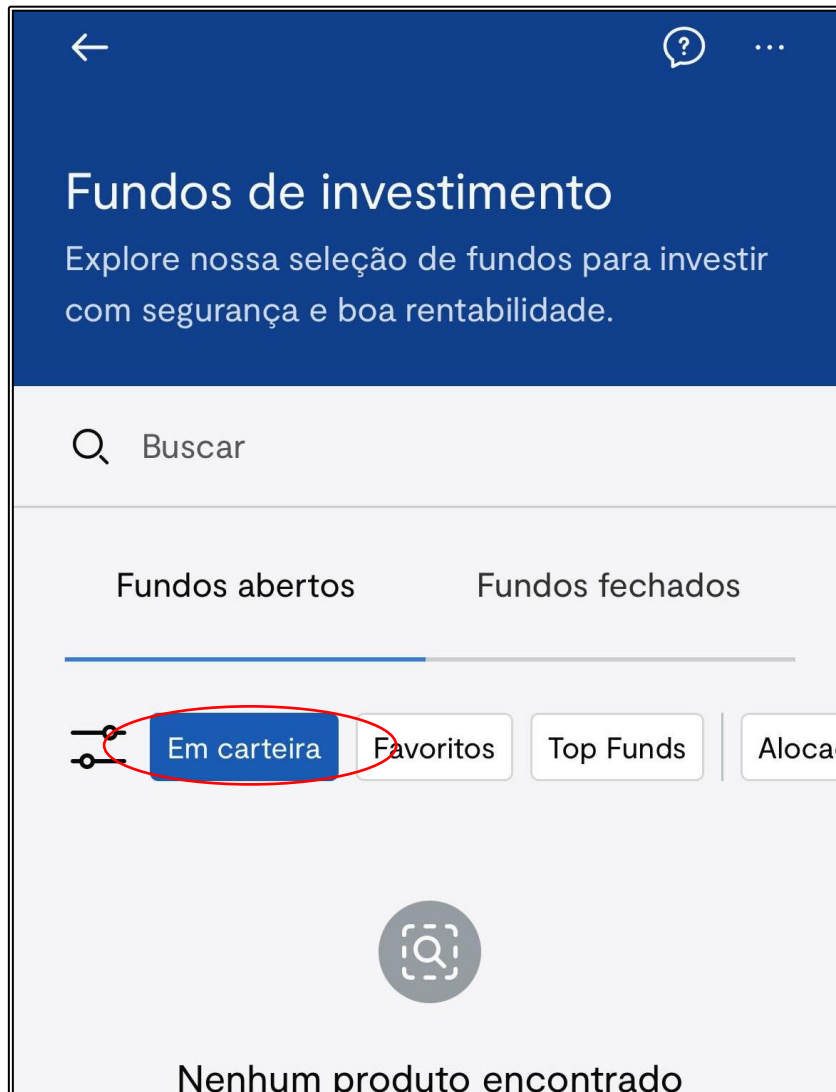 Fundos de investimento
Explore nossa seleção de fundos para investir
com segurança e boa rentabilidade.
Buscar
Fundos abertos Fundos fechados
Em carteira Favoritos Top Funds Aloca
Nenhum produto encontrado